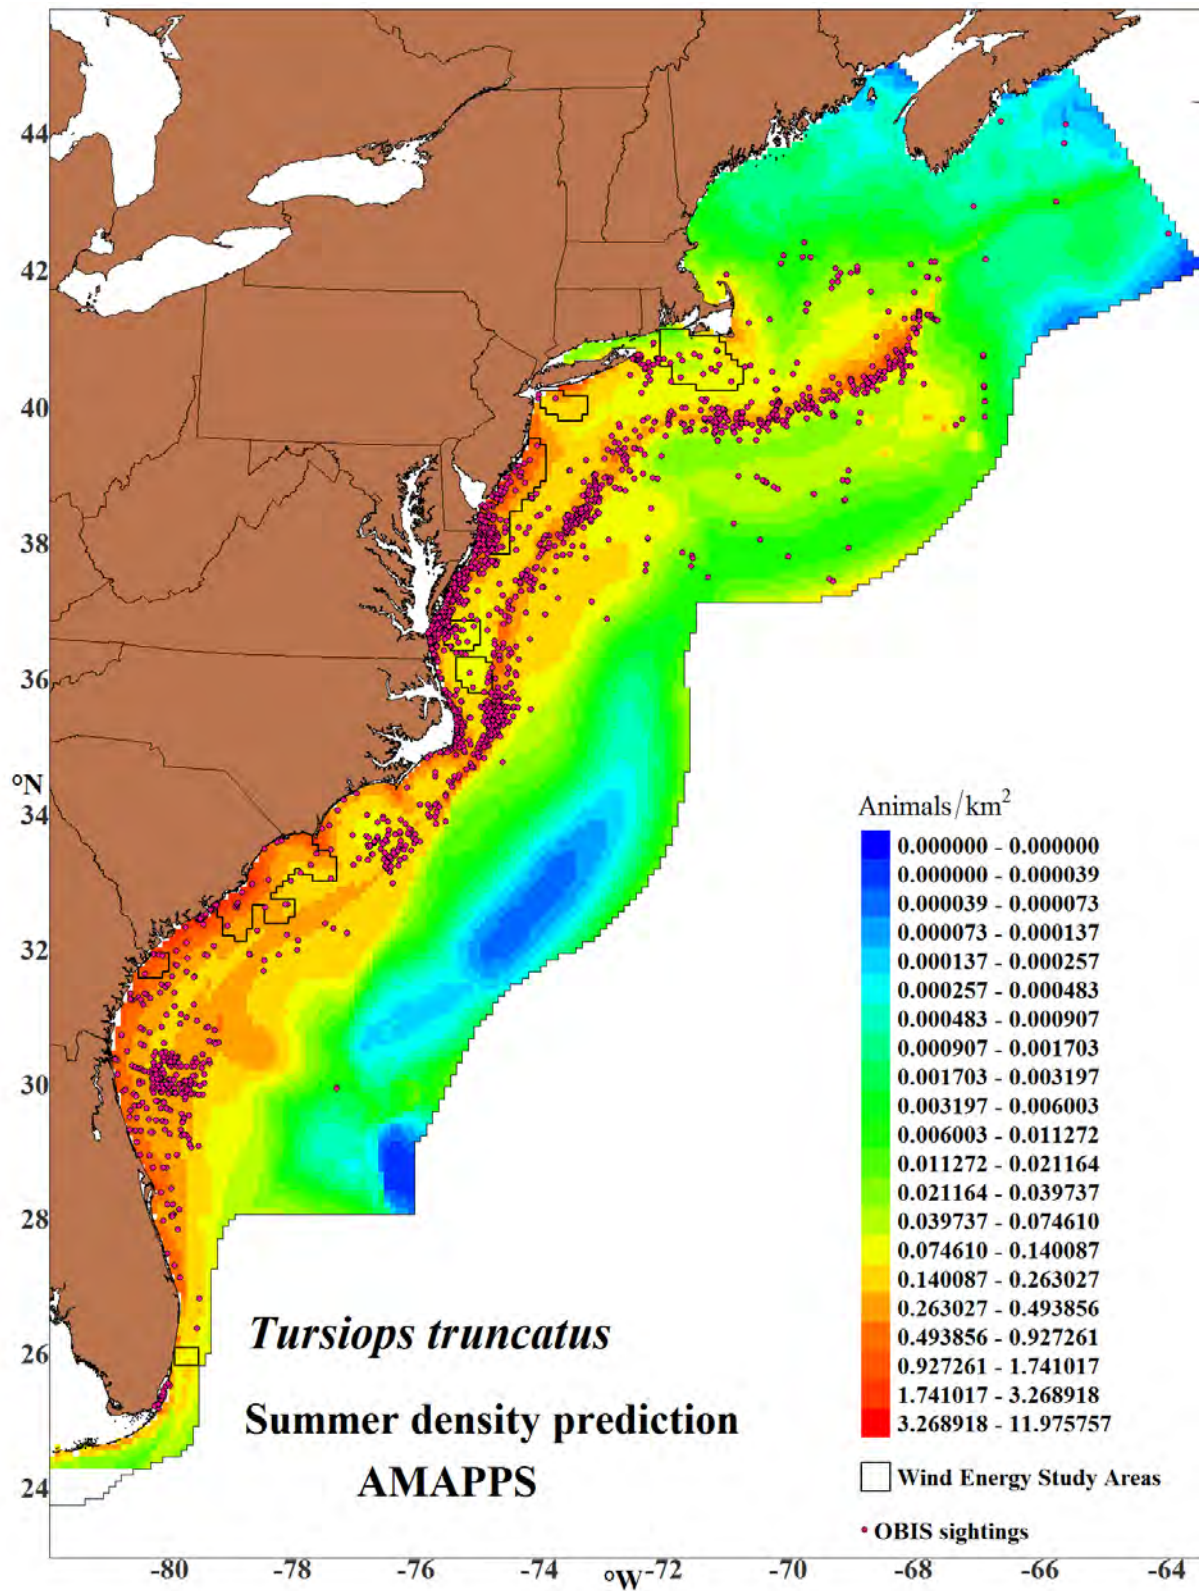 44
42
40
38
36
°N
34
32
30
28
26
24
Animals/km²
0.000000 - 0.000000
0.000000 - 0.000039
0.000039 - 0.000073
0.000073 - 0.000137
0.000137 - 0.000257
0.000257 - 0.000483
0.000483 - 0.000907
0.000907 - 0.001703
0.001703 - 0.003197
0.003197 - 0.006003
0.006003 - 0.011272
0.011272 - 0.021164
0.021164 - 0.039737
0.039737 - 0.074610
0.074610 - 0.140087
0.140087 - 0.263027
0.263027 - 0.493856
0.493856 - 0.927261
0.927261 - 1.741017
1.741017 - 3.268918
3.268918 - 11.975757
Wind Energy Study Areas
OBIS sightings
Tursiops truncatus
Summer density prediction
AMAPPS
-80 -78 -76 -74 °W -72 -70 -68 -66 -64